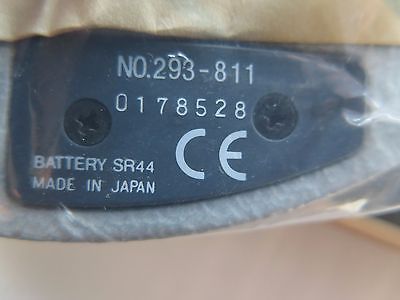 NO.293-811
0178528
CE
BATTERY SR44
MADE IN JAPAN